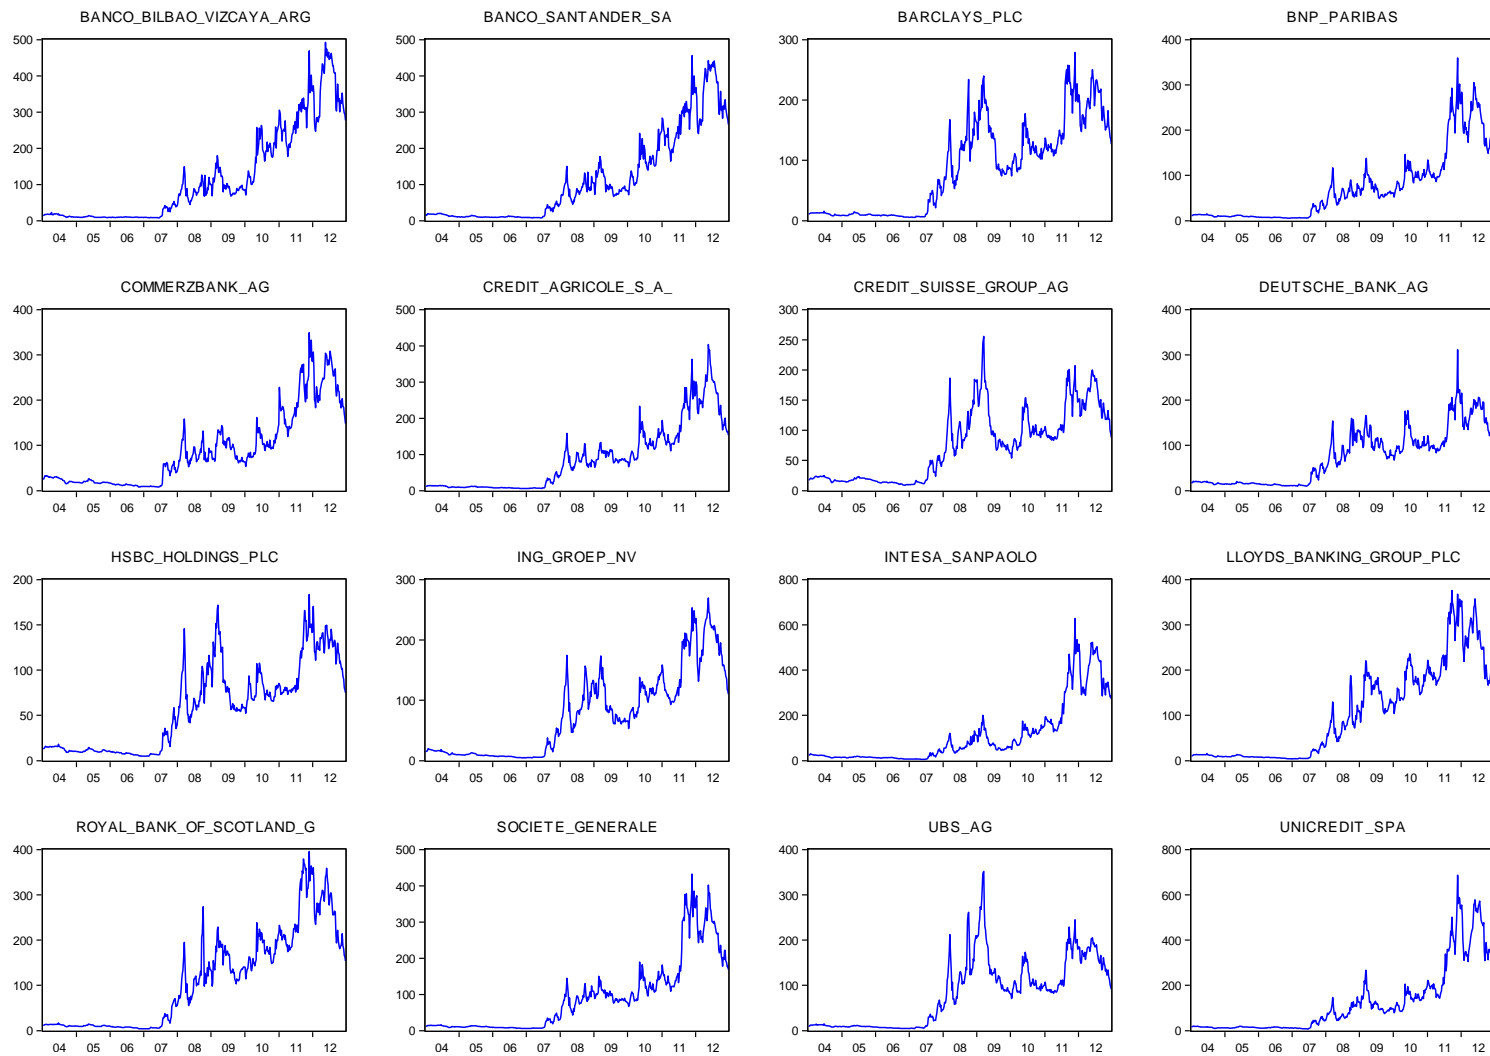 BANCO_BILBAO_VIZCAYA_ARG
500
400
300
200
100
0
04 05 06 07 08 09 10 11 12
BANCO_SANTANDER_SA
500
400
300
200
100
0
04 05 06 07 08 09 10 11 12
BARCLAYS_PLC
300
200
100
0
04 05 06 07 08 09 10 11 12
BNP_PARIBAS
400
300
200
100
0
04 05 06 07 08 09 10 11 12
COMMERZBANK_AG
400
300
200
100
0
04 05 06 07 08 09 10 11 12
CREDIT_AGRICOLE_S_A_
500
400
300
200
100
0
04 05 06 07 08 09 10 11 12
CREDIT_SUISSE_GROUP_AG
300
250
200
150
100
50
0
04 05 06 07 08 09 10 11 12
DEUTSCHE_BANK_AG
400
300
200
100
0
04 05 06 07 08 09 10 11 12
HSBC_HOLDINGS_PLC
200
150
100
50
0
04 05 06 07 08 09 10 11 12
ING_GROEP_NV
300
200
100
0
04 05 06 07 08 09 10 11 12
INTESA_SANPAOLO
800
600
400
200
0
04 05 06 07 08 09 10 11 12
LLOYDS_BANKING_GROUP_PLC
400
300
200
100
0
04 05 06 07 08 09 10 11 12
ROYAL_BANK_OF_SCOTLAND_G
400
300
200
100
0
04 05 06 07 08 09 10 11 12
SOCIETE_GENERALE
500
400
300
200
100
0
04 05 06 07 08 09 10 11 12
UBS_AG
400
300
200
100
0
04 05 06 07 08 09 10 11 12
UNICREDIT_SPA
800
600
400
200
0
04 05 06 07 08 09 10 11 12